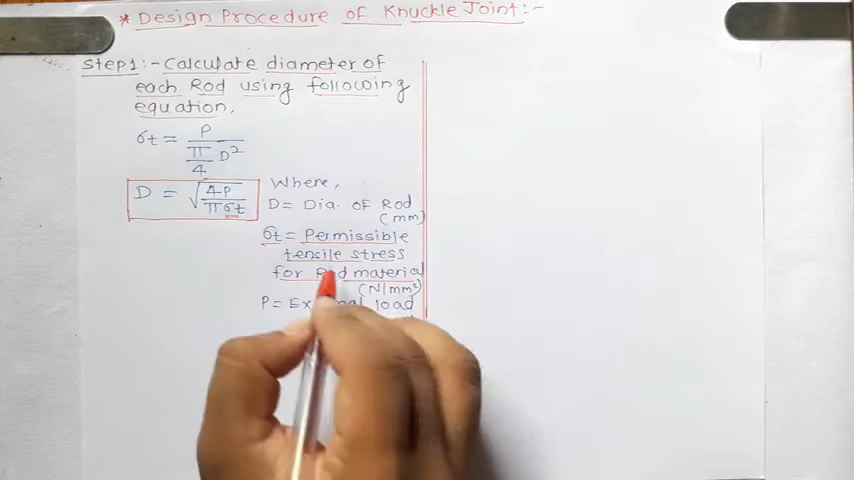 * Design Procedure of Knuckle Joint:-
Step1:- Calculate diameter of
each Rod using following
equation,
σt = P / (π/4 D²)
D = √(4P / πσt)
Where,
D = Dia. OF Rod
(mm)
σt = Permissible
tensile stress
for Rod material
(N/mm²)
P = External load